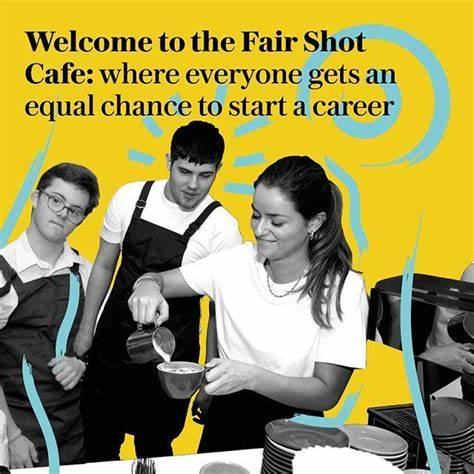 Welcome to the Fair Shot
Cafe: where everyone gets an
equal chance to start a career